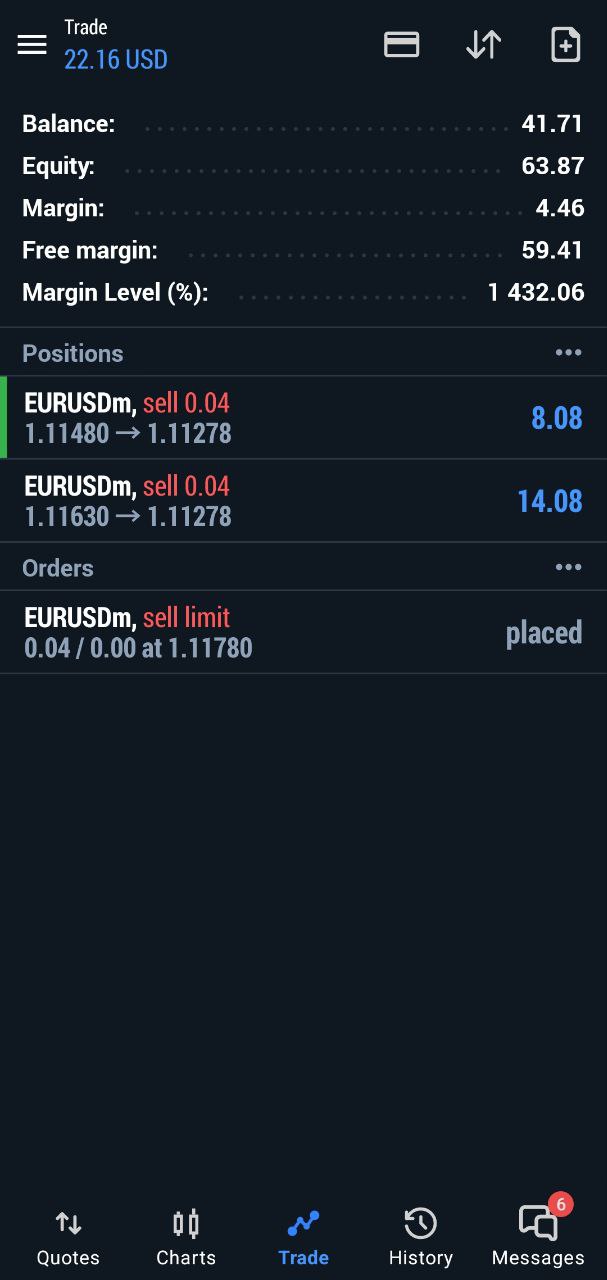 Trade
22.16 USD
Balance: 41.71
Equity: 63.87
Margin: 4.46
Free margin: 59.41
Margin Level (%): 1 432.06
Positions
EURUSDm, sell 0.04
1.11480 → 1.11278 8.08
EURUSDm, sell 0.04
1.11630 → 1.11278 14.08
Orders
EURUSDm, sell limit
0.04 / 0.00 at 1.11780 placed
6
Quotes Charts Trade History Messages